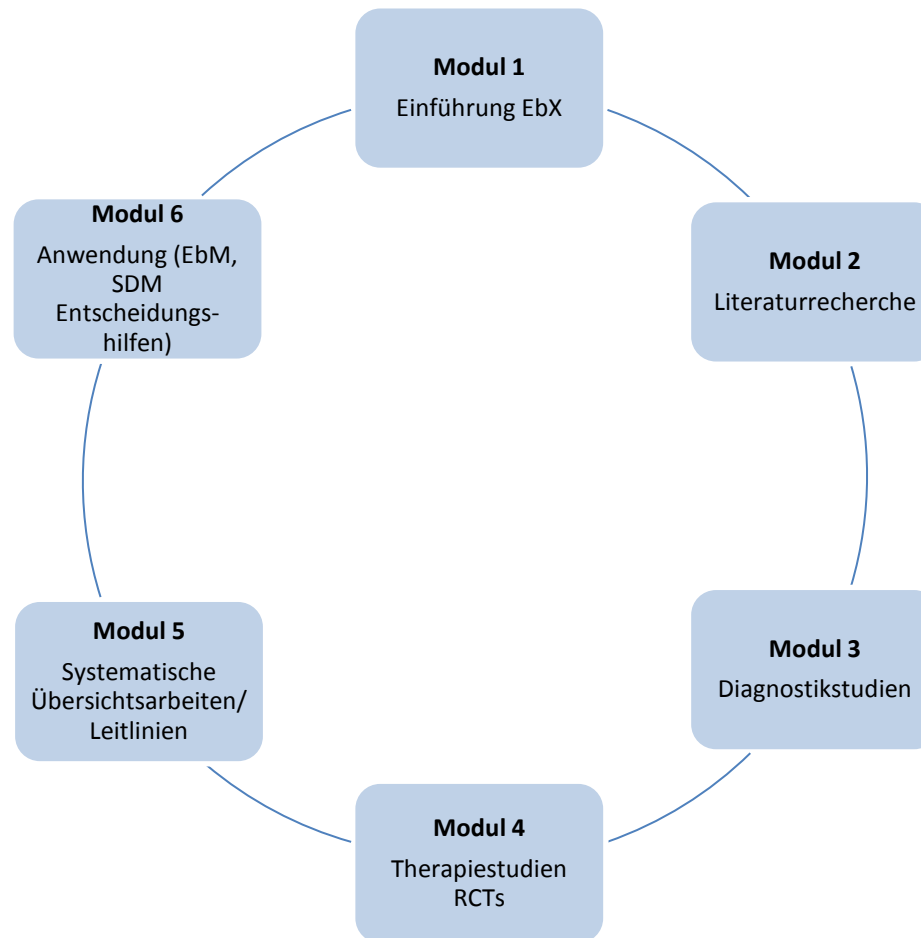 Modul 1
Einführung EbX
Modul 2
Literaturrecherche
Modul 3
Diagnostikstudien
Modul 4
Therapiestudien
RCTs
Modul 5
Systematische
Übersichtsarbeiten/
Leitlinien
Modul 6
Anwendung (EbM,
SDM
Entscheidungs-
hilfen)